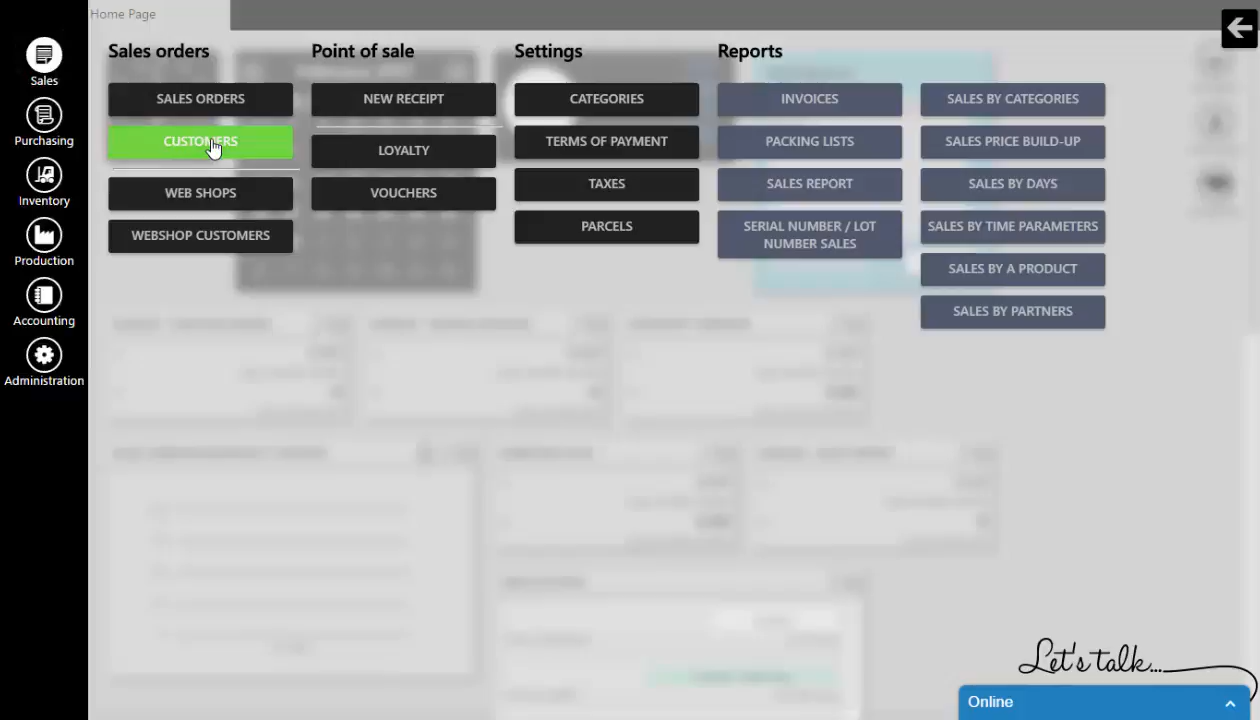 Home Page
Sales
Purchasing
Inventory
Production
Accounting
Administration
Sales orders
SALES ORDERS
CUSTOMERS
WEB SHOPS
WEBSHOP CUSTOMERS
Point of sale
NEW RECEIPT
LOYALTY
VOUCHERS
Settings
CATEGORIES
TERMS OF PAYMENT
TAXES
PARCELS
Reports
INVOICES
PACKING LISTS
SALES REPORT
SERIAL NUMBER / LOT
NUMBER SALES
SALES BY CATEGORIES
SALES PRICE BUILD-UP
SALES BY DAYS
SALES BY TIME PARAMETERS
SALES BY A PRODUCT
SALES BY PARTNERS
Let's talk...
Online